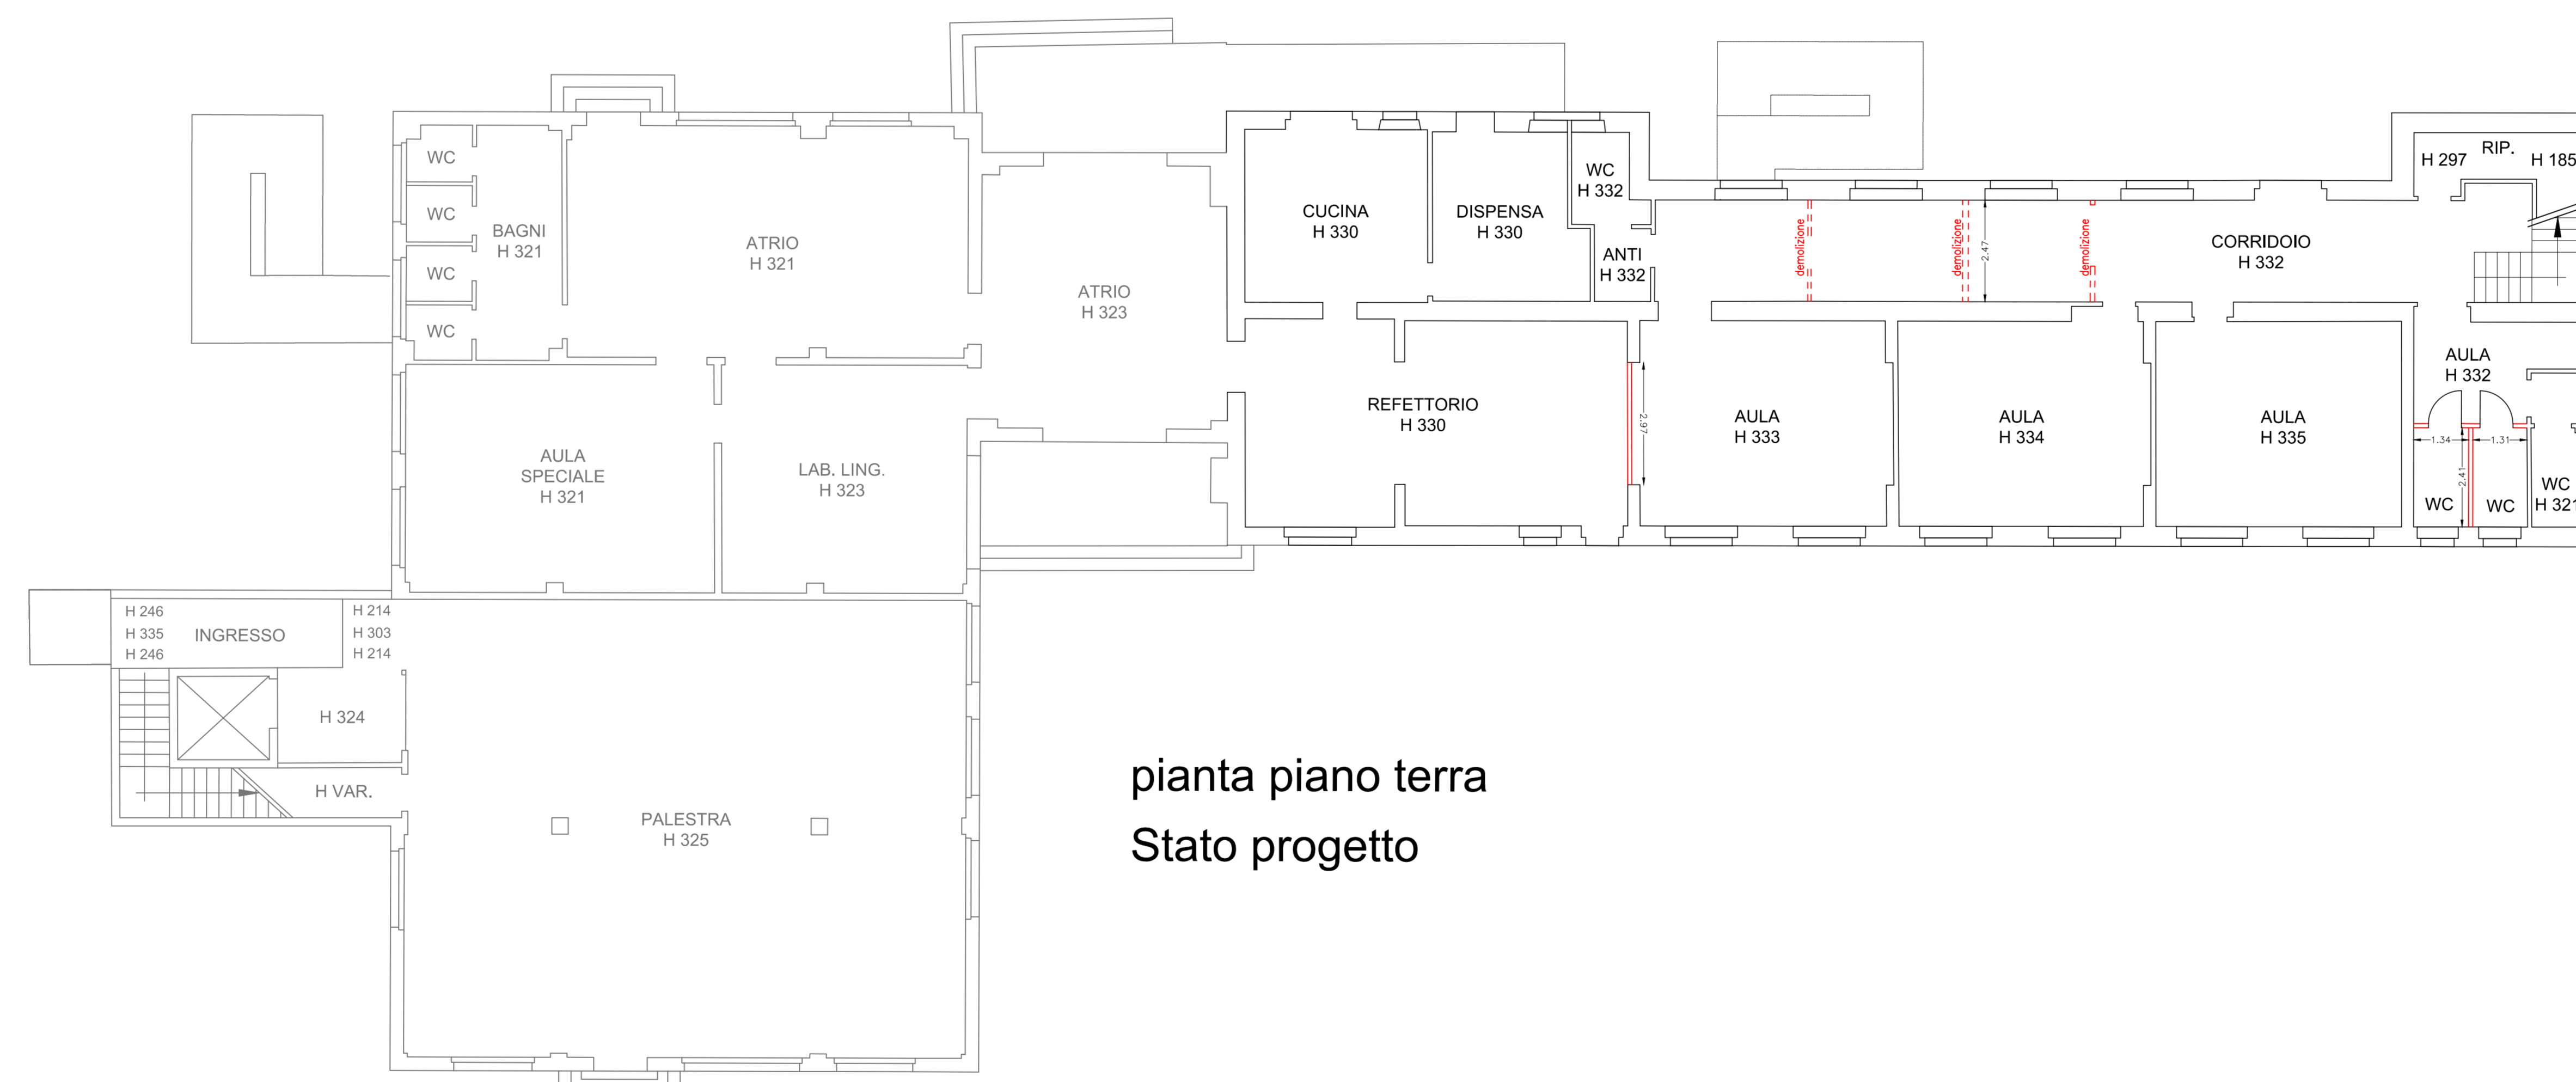 WC
WC
WC
WC
BAGNI
H 321
ATRIO
H 321
ATRIO
H 323
AULA
SPECIALE
H 321
LAB. LING.
H 323
CUCINA
H 330
DISPENSA
H 330
WC
H 332
ANTI
H 332
REFETTORIO
H 330
2.97
demolizione
demolizione
2.47
demolizione
CORRIDOIO
H 332
H 297
RIP.
H 185
AULA
H 333
AULA
H 334
AULA
H 335
AULA
H 332
1.34
1.31
2.41
WC
WC
WC
H 321
H 246
H 335
H 246
INGRESSO
H 214
H 303
H 214
H 324
H VAR.
PALESTRA
H 325
pianta piano terra
Stato progetto